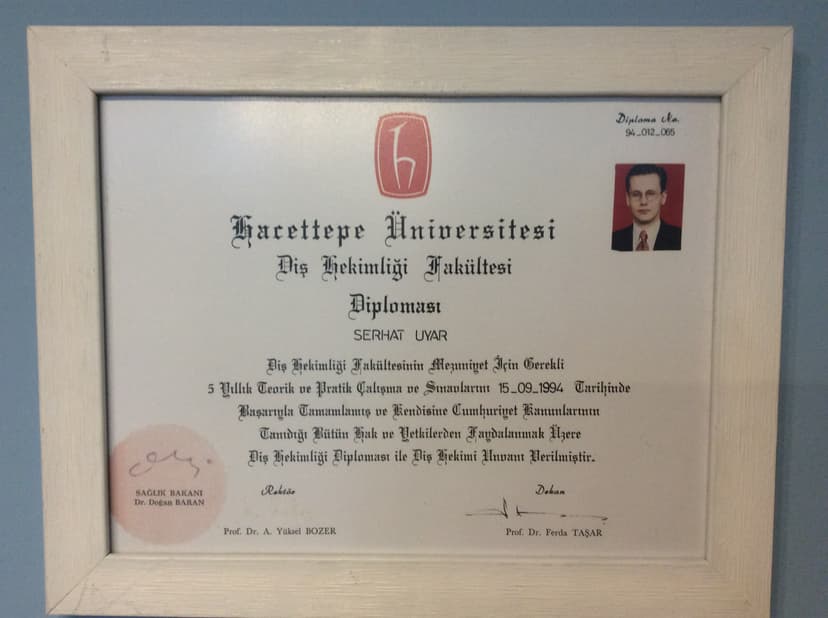 Diploma No.
94_012_065
Hacettepe Üniversitesi
Diş Hekimliği Fakültesi
Diploması
SERHAT UYAR
Diş Hekimliği Fakültesinin Mezuniyet İçin Gerekli
5 Yıllık Teorik ve Pratik Çalışma ve Sınavlarını 15_09_1994 Tarihinde
Başarıyla Tamamlamış ve Kendisine Cumhuriyet Kanunlarının
Tanıdığı Bütün Hak ve Yetkilerden Faydalanmak Üzere
Diş Hekimliği Diploması ile Diş Hekimi Unvanı Verilmiştir.
SAĞLIK BAKANI
Dr. Doğan BARAN
Rektör
Prof. Dr. A. Yüksel BOZER
Dekan
Prof. Dr. Ferda TAŞAR